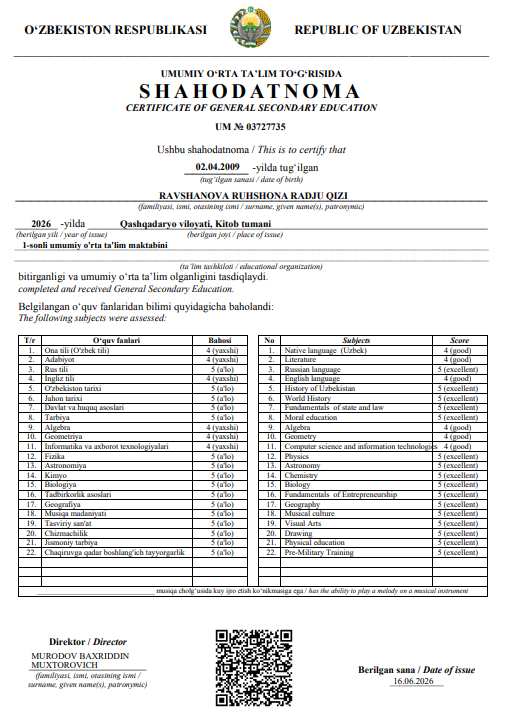 O‘ZBEKISTON RESPUBLIKASI REPUBLIC OF UZBEKISTAN
UMUMIY O‘RTA TA’LIM TO‘G‘RISIDA
SHAHODATNOMA
CERTIFICATE OF GENERAL SECONDARY EDUCATION
UM № 03727735
Ushbu shahodatnoma / This is to certify that
02.04.2009 -yilda tug‘ilgan
(tug‘ilgan sanasi / date of birth)
RAVSHANOVA RUHSHONA RADJU QIZI
(familiyasi, ismi, otasining ismi / surname, given name(s), patronymic)
2026 -yilda Qashqadaryo viloyati, Kitob tumani
(berilgan yili / year of issue) (berilgan joyi / place of issue)
1-sonli umumiy o'rta ta'lim maktabini
(ta’lim tashkiloti / educational organization)
bitirganligi va umumiy o‘rta ta’lim olganligini tasdiqlaydi.
completed and received General Secondary Education.
Belgilangan o‘quv fanlaridan bilimi quyidagicha baholandi:
The following subjects were assessed:
T/r O‘quv fanlari Bahosi No Subjects Score
1. Ona tili (O'zbek tili) 4 (yaxshi) 1. Native language (Uzbek) 4 (good)
2. Adabiyot 4 (yaxshi) 2. Literature 4 (good)
3. Rus tili 5 (a'lo) 3. Russian language 5 (excellent)
4. Ingliz tili 4 (yaxshi) 4. English language 4 (good)
5. O'zbekiston tarixi 5 (a'lo) 5. History of Uzbekistan 5 (excellent)
6. Jahon tarixi 5 (a'lo) 6. World History 5 (excellent)
7. Davlat va huquq asoslari 5 (a'lo) 7. Fundamentals of state and law 5 (excellent)
8. Tarbiya 5 (a'lo) 8. Moral education 5 (excellent)
9. Algebra 4 (yaxshi) 9. Algebra 4 (good)
10. Geometriya 4 (yaxshi) 10. Geometry 4 (good)
11. Informatika va axborot texnologiyalari 4 (yaxshi) 11. Computer science and information technologies 4 (good)
12. Fizika 5 (a'lo) 12. Physics 5 (excellent)
13. Astronomiya 5 (a'lo) 13. Astronomy 5 (excellent)
14. Kimyo 5 (a'lo) 14. Chemistry 5 (excellent)
15. Biologiya 5 (a'lo) 15. Biology 5 (excellent)
16. Tadbirkorlik asoslari 5 (a'lo) 16. Fundamentals of Entrepreneurship 5 (excellent)
17. Geografiya 5 (a'lo) 17. Geography 5 (excellent)
18. Musiqa madaniyati 5 (a'lo) 18. Musical culture 5 (excellent)
19. Tasviriy san'at 5 (a'lo) 19. Visual Arts 5 (excellent)
20. Chizmachilik 5 (a'lo) 20. Drawing 5 (excellent)
21. Jismoniy tarbiya 5 (a'lo) 21. Physical education 5 (excellent)
22. Chaqiruvga qadar boshlang'ich tayyorgarlik 5 (a'lo) 22. Pre-Military Training 5 (excellent)
musiqa cholg‘usida kuy ijro etish ko‘nikmasiga ega / has the ability to play a melody on a musical instrument
Direktor / Director
MURODOV BAXRIDDIN
MUXTOROVICH
(familiyasi, ismi, otasining ismi /
surname, given name(s), patronymic)
Berilgan sana / Date of issue
16.06.2026